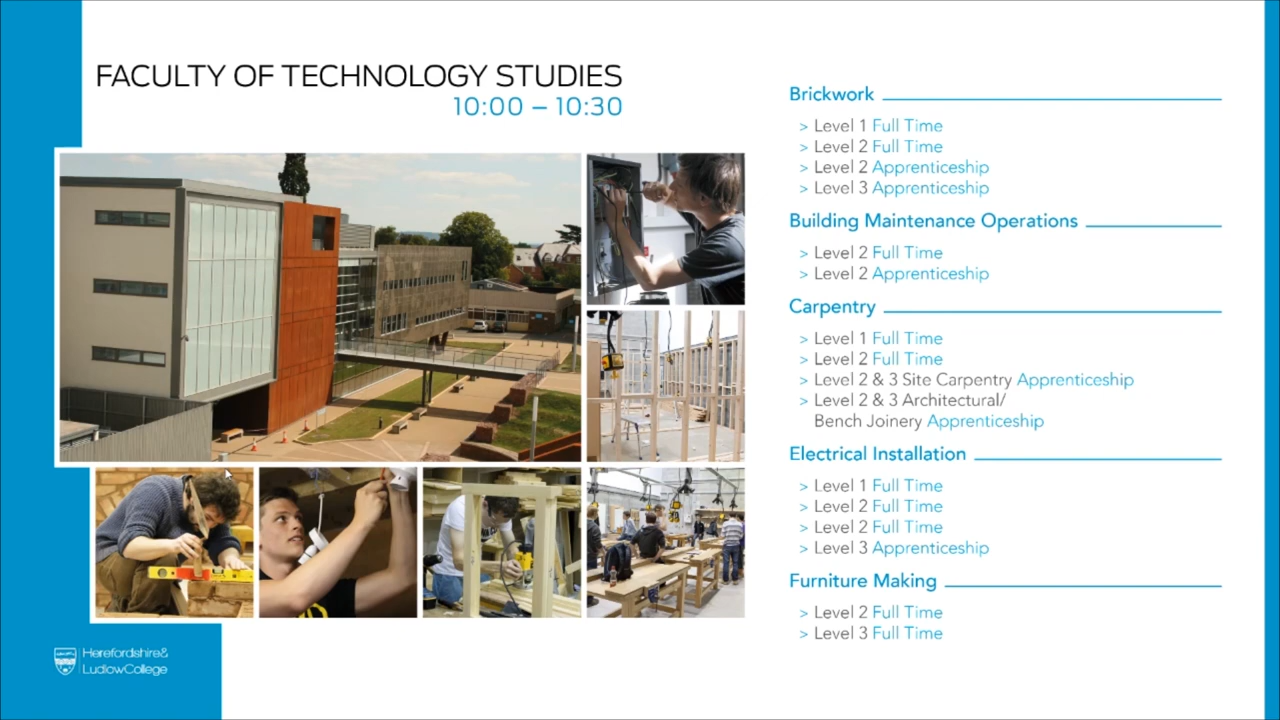 FACULTY OF TECHNOLOGY STUDIES
10:00 – 10:30
Brickwork
> Level 1 Full Time
> Level 2 Full Time
> Level 2 Apprenticeship
> Level 3 Apprenticeship
Building Maintenance Operations
> Level 2 Full Time
> Level 2 Apprenticeship
Carpentry
> Level 1 Full Time
> Level 2 Full Time
> Level 2 & 3 Site Carpentry Apprenticeship
> Level 2 & 3 Architectural/
Bench Joinery Apprenticeship
Electrical Installation
> Level 1 Full Time
> Level 2 Full Time
> Level 2 Full Time
> Level 3 Apprenticeship
Furniture Making
> Level 2 Full Time
> Level 3 Full Time
Herefordshire&
LudlowCollege